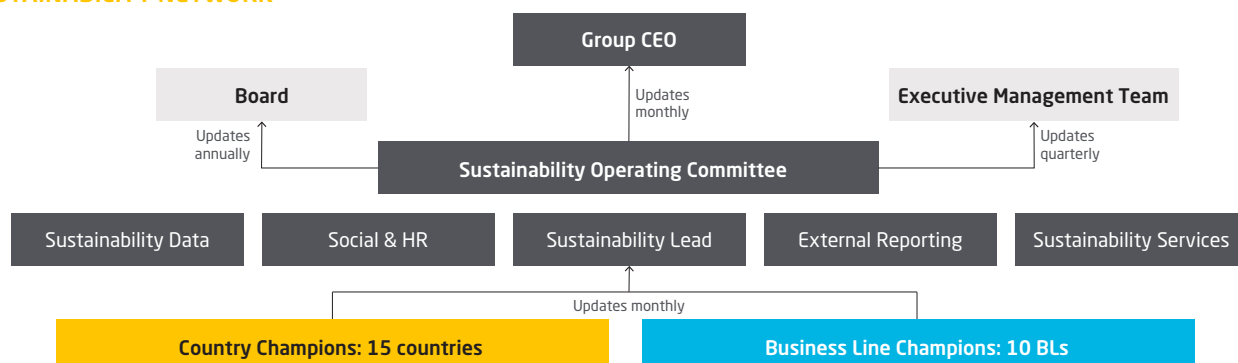 Group CEO
Board
Executive Management Team
Updates
monthly
Updates
annually
Updates
quarterly
Sustainability Operating Committee
Sustainability Data
Social & HR
Sustainability Lead
External Reporting
Sustainability Services
Updates monthly
Country Champions: 15 countries
Business Line Champions: 10 BLs